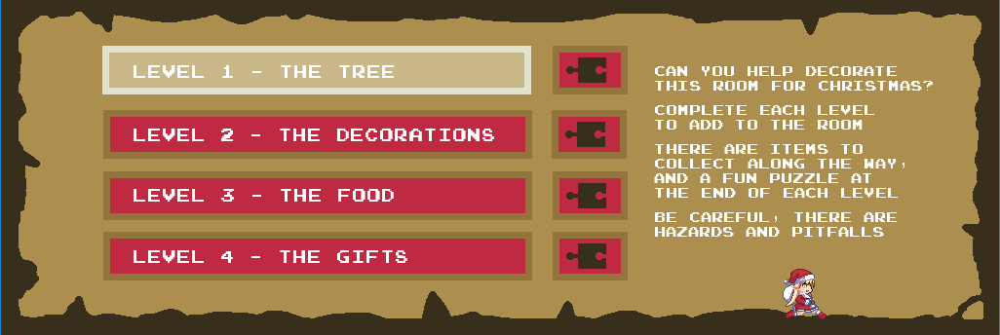 LEVEL 1 - THE TREE
LEVEL 2 - THE DECORATIONS
LEVEL 3 - THE FOOD
LEVEL 4 - THE GIFTS
CAN YOU HELP DECORATE
THIS ROOM FOR CHRISTMAS?
COMPLETE EACH LEVEL
TO ADD TO THE ROOM
THERE ARE ITEMS TO
COLLECT ALONG THE WAY,
AND A FUN PUZZLE AT
THE END OF EACH LEVEL
BE CAREFUL, THERE ARE
HAZARDS AND PITFALLS